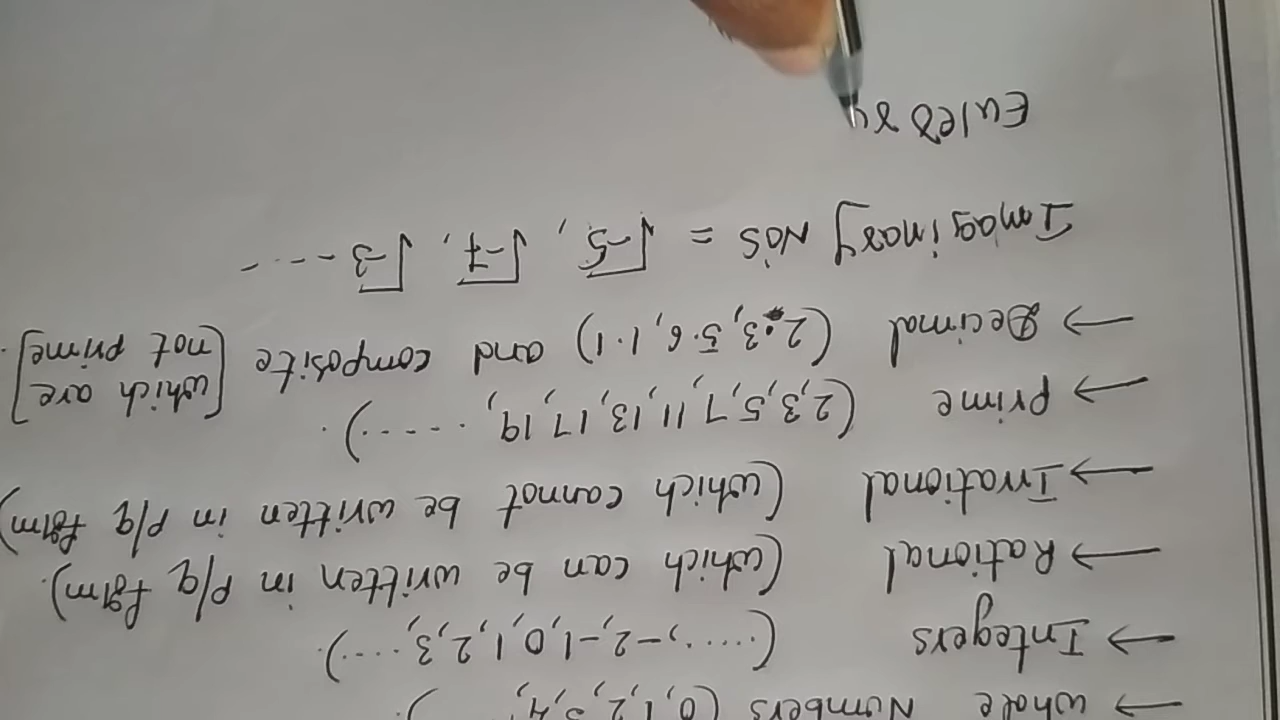 → Whole Numbers (0, 1, 2, 3, 4,    ).
→ Integers (....., -2, -1, 0, 1, 2, 3, ....).
→ Rational (which can be written in P/q form).
→ Irrational (which cannot be written in P/q form)
→ Prime (2, 3, 5, 7, 11, 13, 17, 19, ......).
→ Decimal (2.3, 5.6, 1.1) and composite [which are not prime].
Imaginary No's = √-5, √-7, √-3 ----
Euler